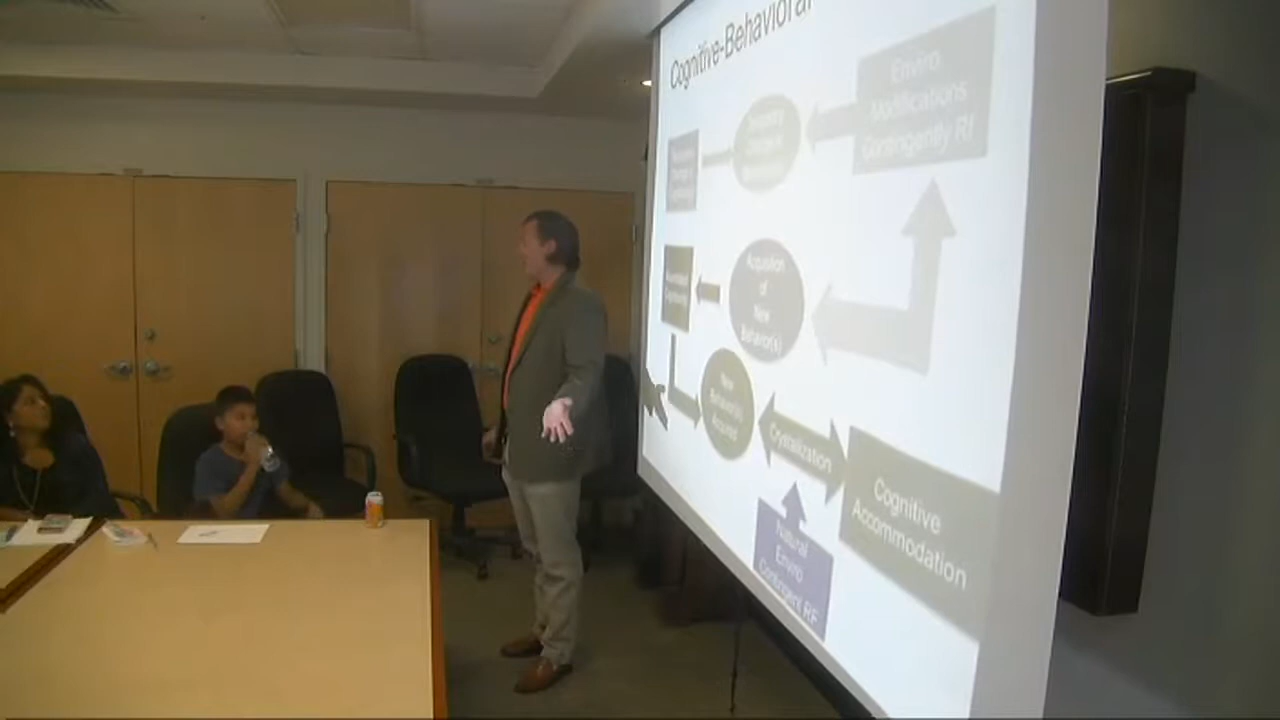 Cognitive-Behavioral
Enviro
Modifications
Contingently Rf
Acquisition
of
New
Behavior(s)
New
Behavior(s)
Acquired
Crystallization
Cognitive
Accommodation
Natural
Enviro
Contingent RF